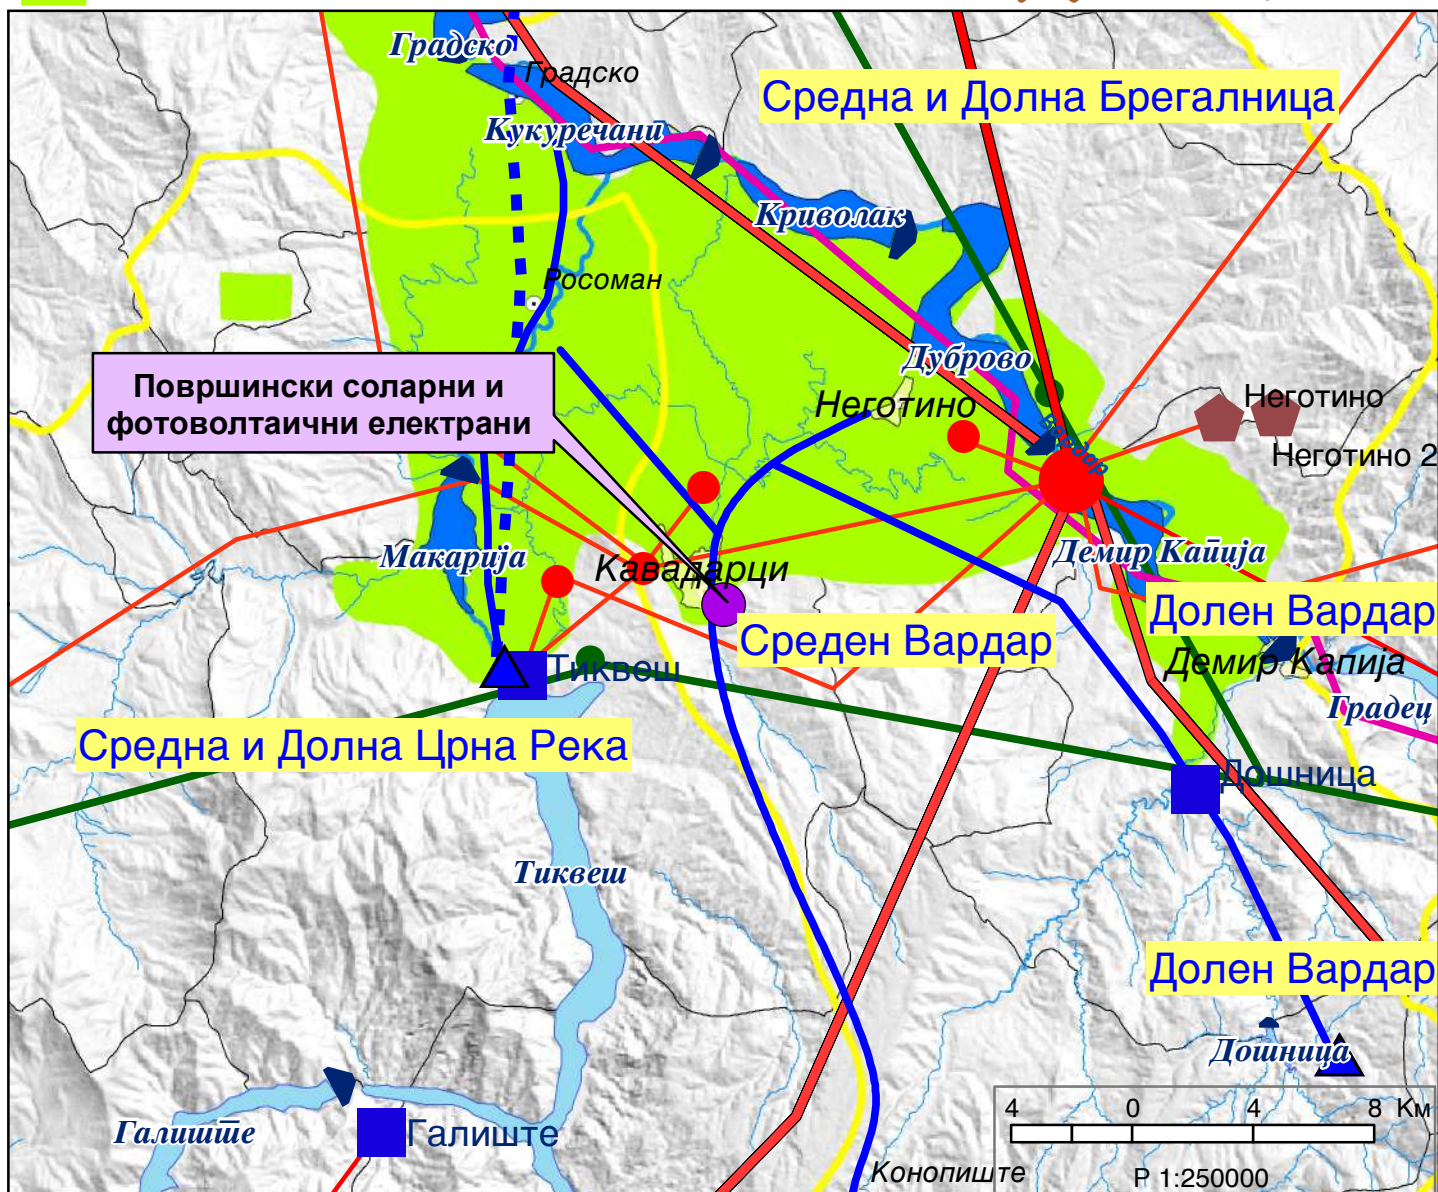 Градско
Градско
Средна и Долна Брегалница
Кукуречани
Криволак
Росоман
Дуброво
Површински соларни и
фотоволтаични електрани
Неготино
Неготино
Вардар
Неготино 2
Макарија
Кавадарци
Демир Капија
Долен Вардар
Среден Вардар
Тиквеш
Демир Капија
Градец
Средна и Долна Црна Река
Дошница
Тиквеш
Долен Вардар
Дошница
4 0 4 8 Км
Галиште
Галиште
Конопиште
Р 1:250000